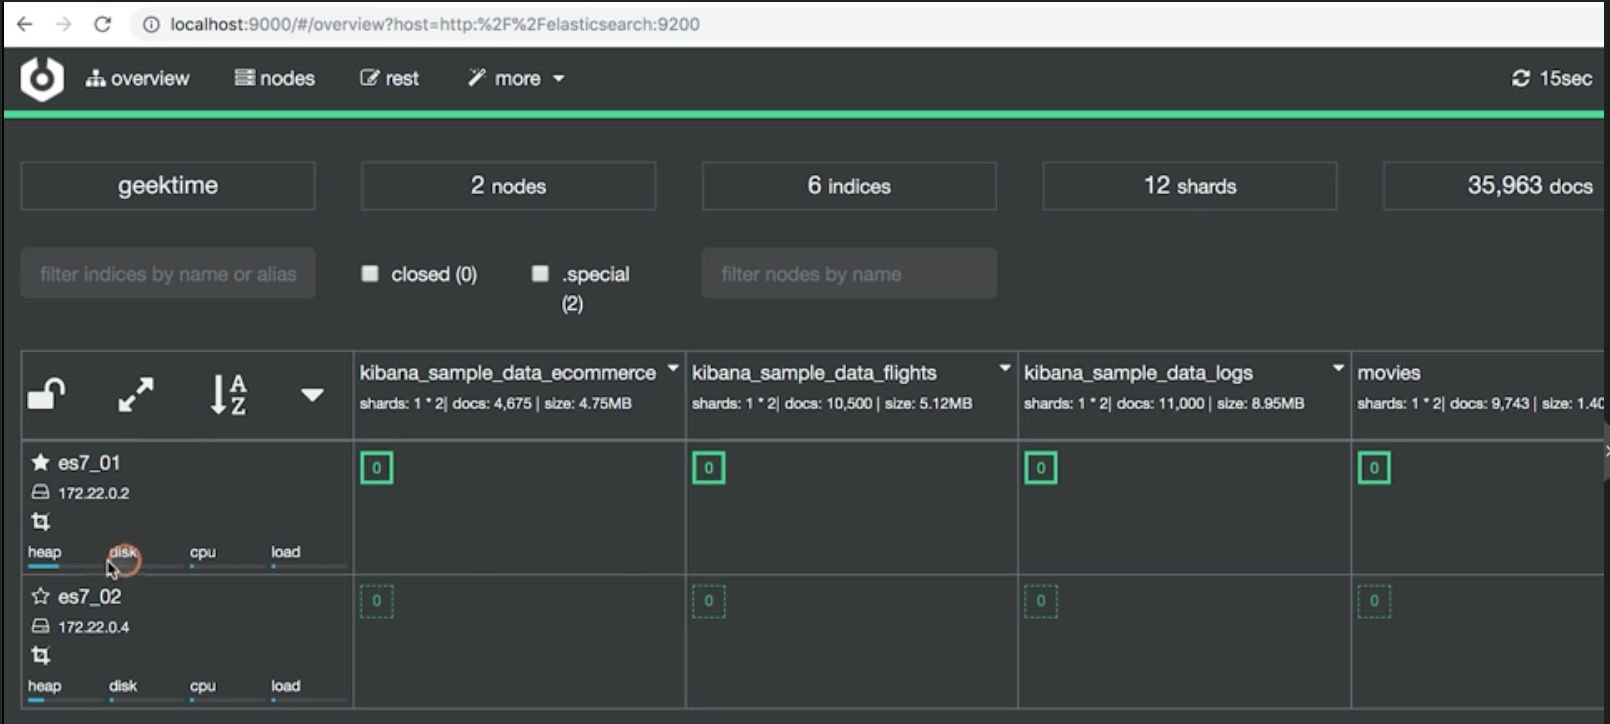 localhost:9000/#/overview?host=http:%2F%2Felasticsearch:9200
overview nodes rest more 15sec
geektime 2 nodes 6 indices 12 shards 35,963 docs
filter indices by name or alias closed (0) .special (2) filter nodes by name
kibana_sample_data_ecommerce kibana_sample_data_flights kibana_sample_data_logs movies
shards: 1 * 2| docs: 4,675 | size: 4.75MB shards: 1 * 2| docs: 10,500 | size: 5.12MB shards: 1 * 2| docs: 11,000 | size: 8.95MB shards: 1 * 2| docs: 9,743 | size: 1.40
A
Z
es7_01 0 0 0 0
172.22.0.2
heap disk cpu load
es7_02 0 0 0 0
172.22.0.4
heap disk cpu load